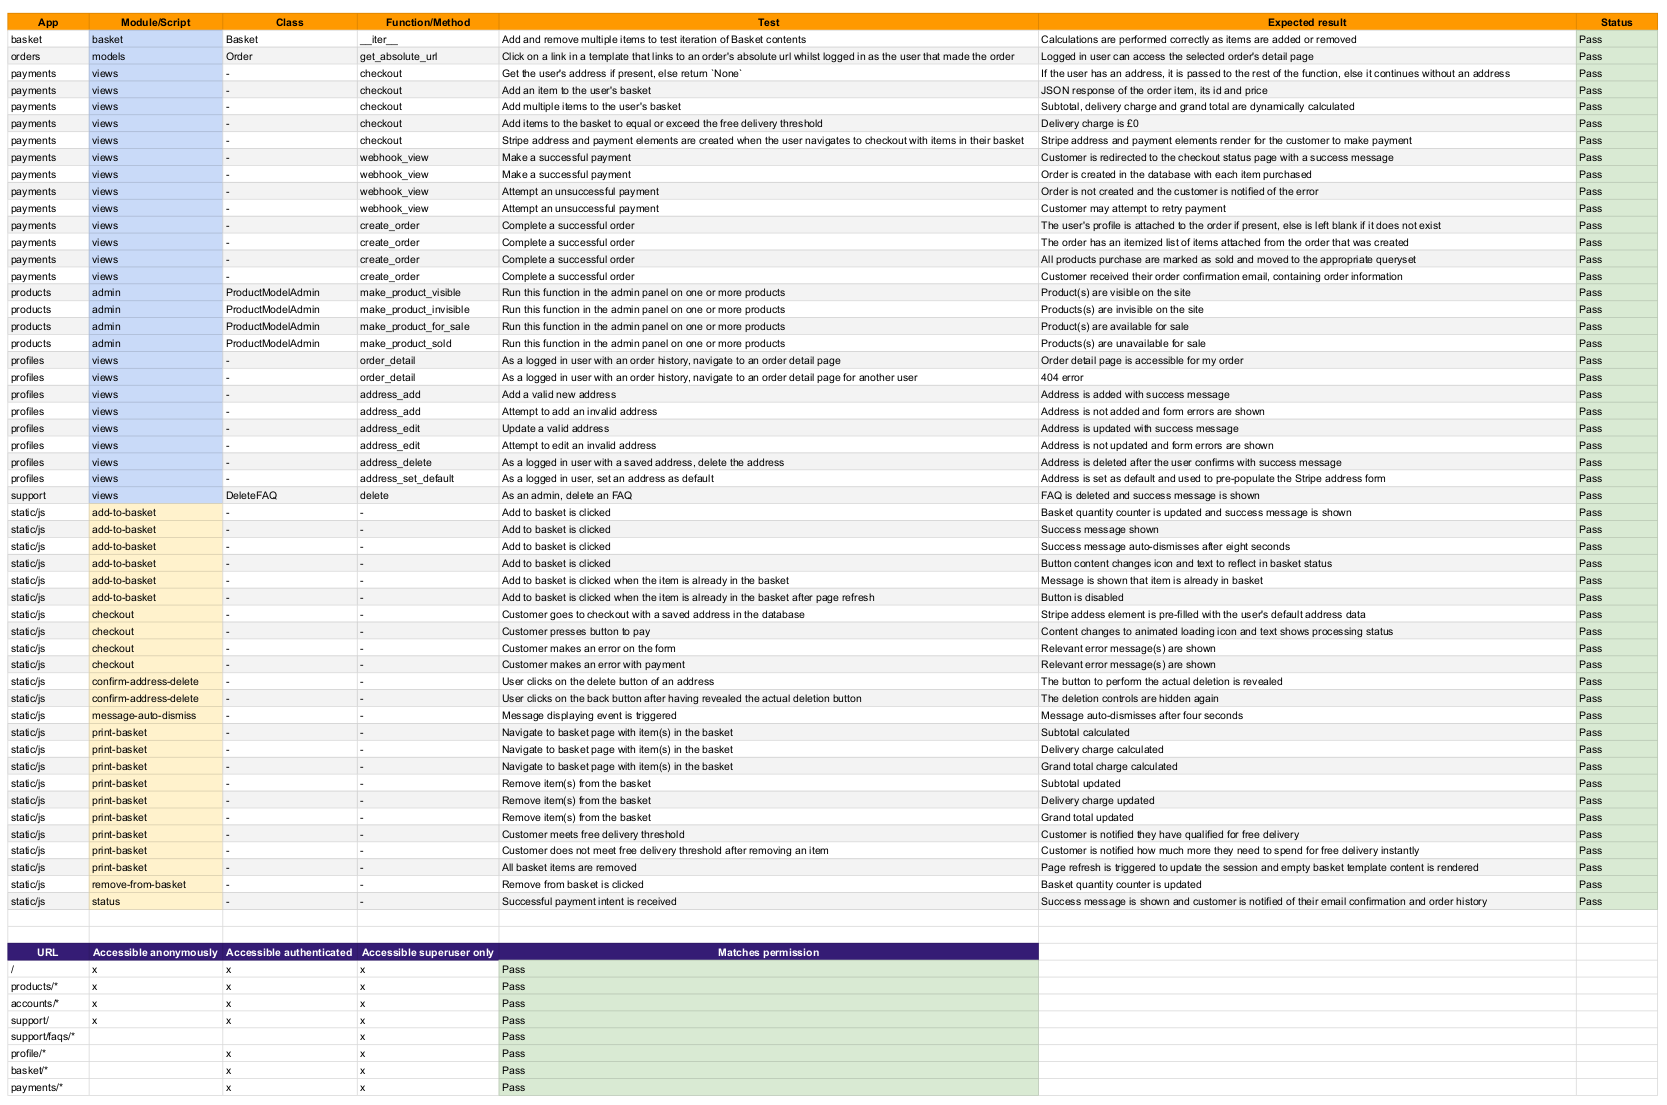 App Module/Script Class Function/Method Test Expected result Status
basket basket Basket __iter__ Add and remove multiple items to test iteration of Basket contents Calculations are performed correctly as items are added or removed Pass
orders models Order get_absolute_url Click on a link in a template that links to an order's absolute url whilst logged in as the user that made the order Logged in user can access the selected order's detail page Pass
payments views - checkout Get the user's address if present, else return `None` If the user has an address, it is passed to the rest of the function, else it continues without an address Pass
payments views - checkout Add an item to the user's basket JSON response of the order item, its id and price Pass
payments views - checkout Add multiple items to the user's basket Subtotal, delivery charge and grand total are dynamically calculated Pass
payments views - checkout Add items to the basket to equal or exceed the free delivery threshold Delivery charge is £0 Pass
payments views - checkout Stripe address and payment elements are created when the user navigates to checkout with items in their basket Stripe address and payment elements render for the customer to make payment Pass
payments views - webhook_view Make a successful payment Customer is redirected to the checkout status page with a success message Pass
payments views - webhook_view Make a successful payment Order is created in the database with each item purchased Pass
payments views - webhook_view Attempt an unsuccessful payment Order is not created and the customer is notified of the error Pass
payments views - webhook_view Attempt an unsuccessful payment Customer may attempt to retry payment Pass
payments views - create_order Complete a successful order The user's profile is attached to the order if present, else is left blank if it does not exist Pass
payments views - create_order Complete a successful order The order has an itemized list of items attached from the order that was created Pass
payments views - create_order Complete a successful order All products purchase are marked as sold and moved to the appropriate queryset Pass
payments views - create_order Complete a successful order Customer received their order confirmation email, containing order information Pass
products admin ProductModelAdmin make_product_visible Run this function in the admin panel on one or more products Product(s) are visible on the site Pass
products admin ProductModelAdmin make_product_invisible Run this function in the admin panel on one or more products Products(s) are invisible on the site Pass
products admin ProductModelAdmin make_product_for_sale Run this function in the admin panel on one or more products Product(s) are available for sale Pass
products admin ProductModelAdmin make_product_sold Run this function in the admin panel on one or more products Products(s) are unavailable for sale Pass
profiles views - order_detail As a logged in user with an order history, navigate to an order detail page Order detail page is accessible for my order Pass
profiles views - order_detail As a logged in user with an order history, navigate to an order detail page for another user 404 error Pass
profiles views - address_add Add a valid new address Address is added with success message Pass
profiles views - address_add Attempt to add an invalid address Address is not added and form errors are shown Pass
profiles views - address_edit Update a valid address Address is updated with success message Pass
profiles views - address_edit Attempt to edit an invalid address Address is not updated and form errors are shown Pass
profiles views - address_delete As a logged in user with a saved address, delete the address Address is deleted after the user confirms with success message Pass
profiles views - address_set_default As a logged in user, set an address as default Address is set as default and used to pre-populate the Stripe address form Pass
support views DeleteFAQ delete As an admin, delete an FAQ FAQ is deleted and success message is shown Pass
static/js add-to-basket - - Add to basket is clicked Basket quantity counter is updated and success message is shown Pass
static/js add-to-basket - - Add to basket is clicked Success message shown Pass
static/js add-to-basket - - Add to basket is clicked Success message auto-dismisses after eight seconds Pass
static/js add-to-basket - - Add to basket is clicked Button content changes icon and text to reflect in basket status Pass
static/js add-to-basket - - Add to basket is clicked when the item is already in the basket Message is shown that item is already in basket Pass
static/js add-to-basket - - Add to basket is clicked when the item is already in the basket after page refresh Button is disabled Pass
static/js checkout - - Customer goes to checkout with a saved address in the database Stripe addess element is pre-filled with the user's default address data Pass
static/js checkout - - Customer presses button to pay Content changes to animated loading icon and text shows processing status Pass
static/js checkout - - Customer makes an error on the form Relevant error message(s) are shown Pass
static/js checkout - - Customer makes an error with payment Relevant error message(s) are shown Pass
static/js confirm-address-delete - - User clicks on the delete button of an address The button to perform the actual deletion is revealed Pass
static/js confirm-address-delete - - User clicks on the back button after having revealed the actual deletion button The deletion controls are hidden again Pass
static/js message-auto-dismiss - - Message displaying event is triggered Message auto-dismisses after four seconds Pass
static/js print-basket - - Navigate to basket page with item(s) in the basket Subtotal calculated Pass
static/js print-basket - - Navigate to basket page with item(s) in the basket Delivery charge calculated Pass
static/js print-basket - - Navigate to basket page with item(s) in the basket Grand total charge calculated Pass
static/js print-basket - - Remove item(s) from the basket Subtotal updated Pass
static/js print-basket - - Remove item(s) from the basket Delivery charge updated Pass
static/js print-basket - - Remove item(s) from the basket Grand total updated Pass
static/js print-basket - - Customer meets free delivery threshold Customer is notified they have qualified for free delivery Pass
static/js print-basket - - Customer does not meet free delivery threshold after removing an item Customer is notified how much more they need to spend for free delivery instantly Pass
static/js print-basket - - All basket items are removed Page refresh is triggered to update the session and empty basket template content is rendered Pass
static/js remove-from-basket - - Remove from basket is clicked Basket quantity counter is updated Pass
static/js status - - Successful payment intent is received Success message is shown and customer is notified of their email confirmation and order history Pass
URL Accessible anonymously Accessible authenticated Accessible superuser only Matches permission
/ x x x Pass
products/* x x x Pass
accounts/* x x x Pass
support/ x x x Pass
support/faqs/* x Pass
profile/* x x Pass
basket/* x x Pass
payments/* x x Pass